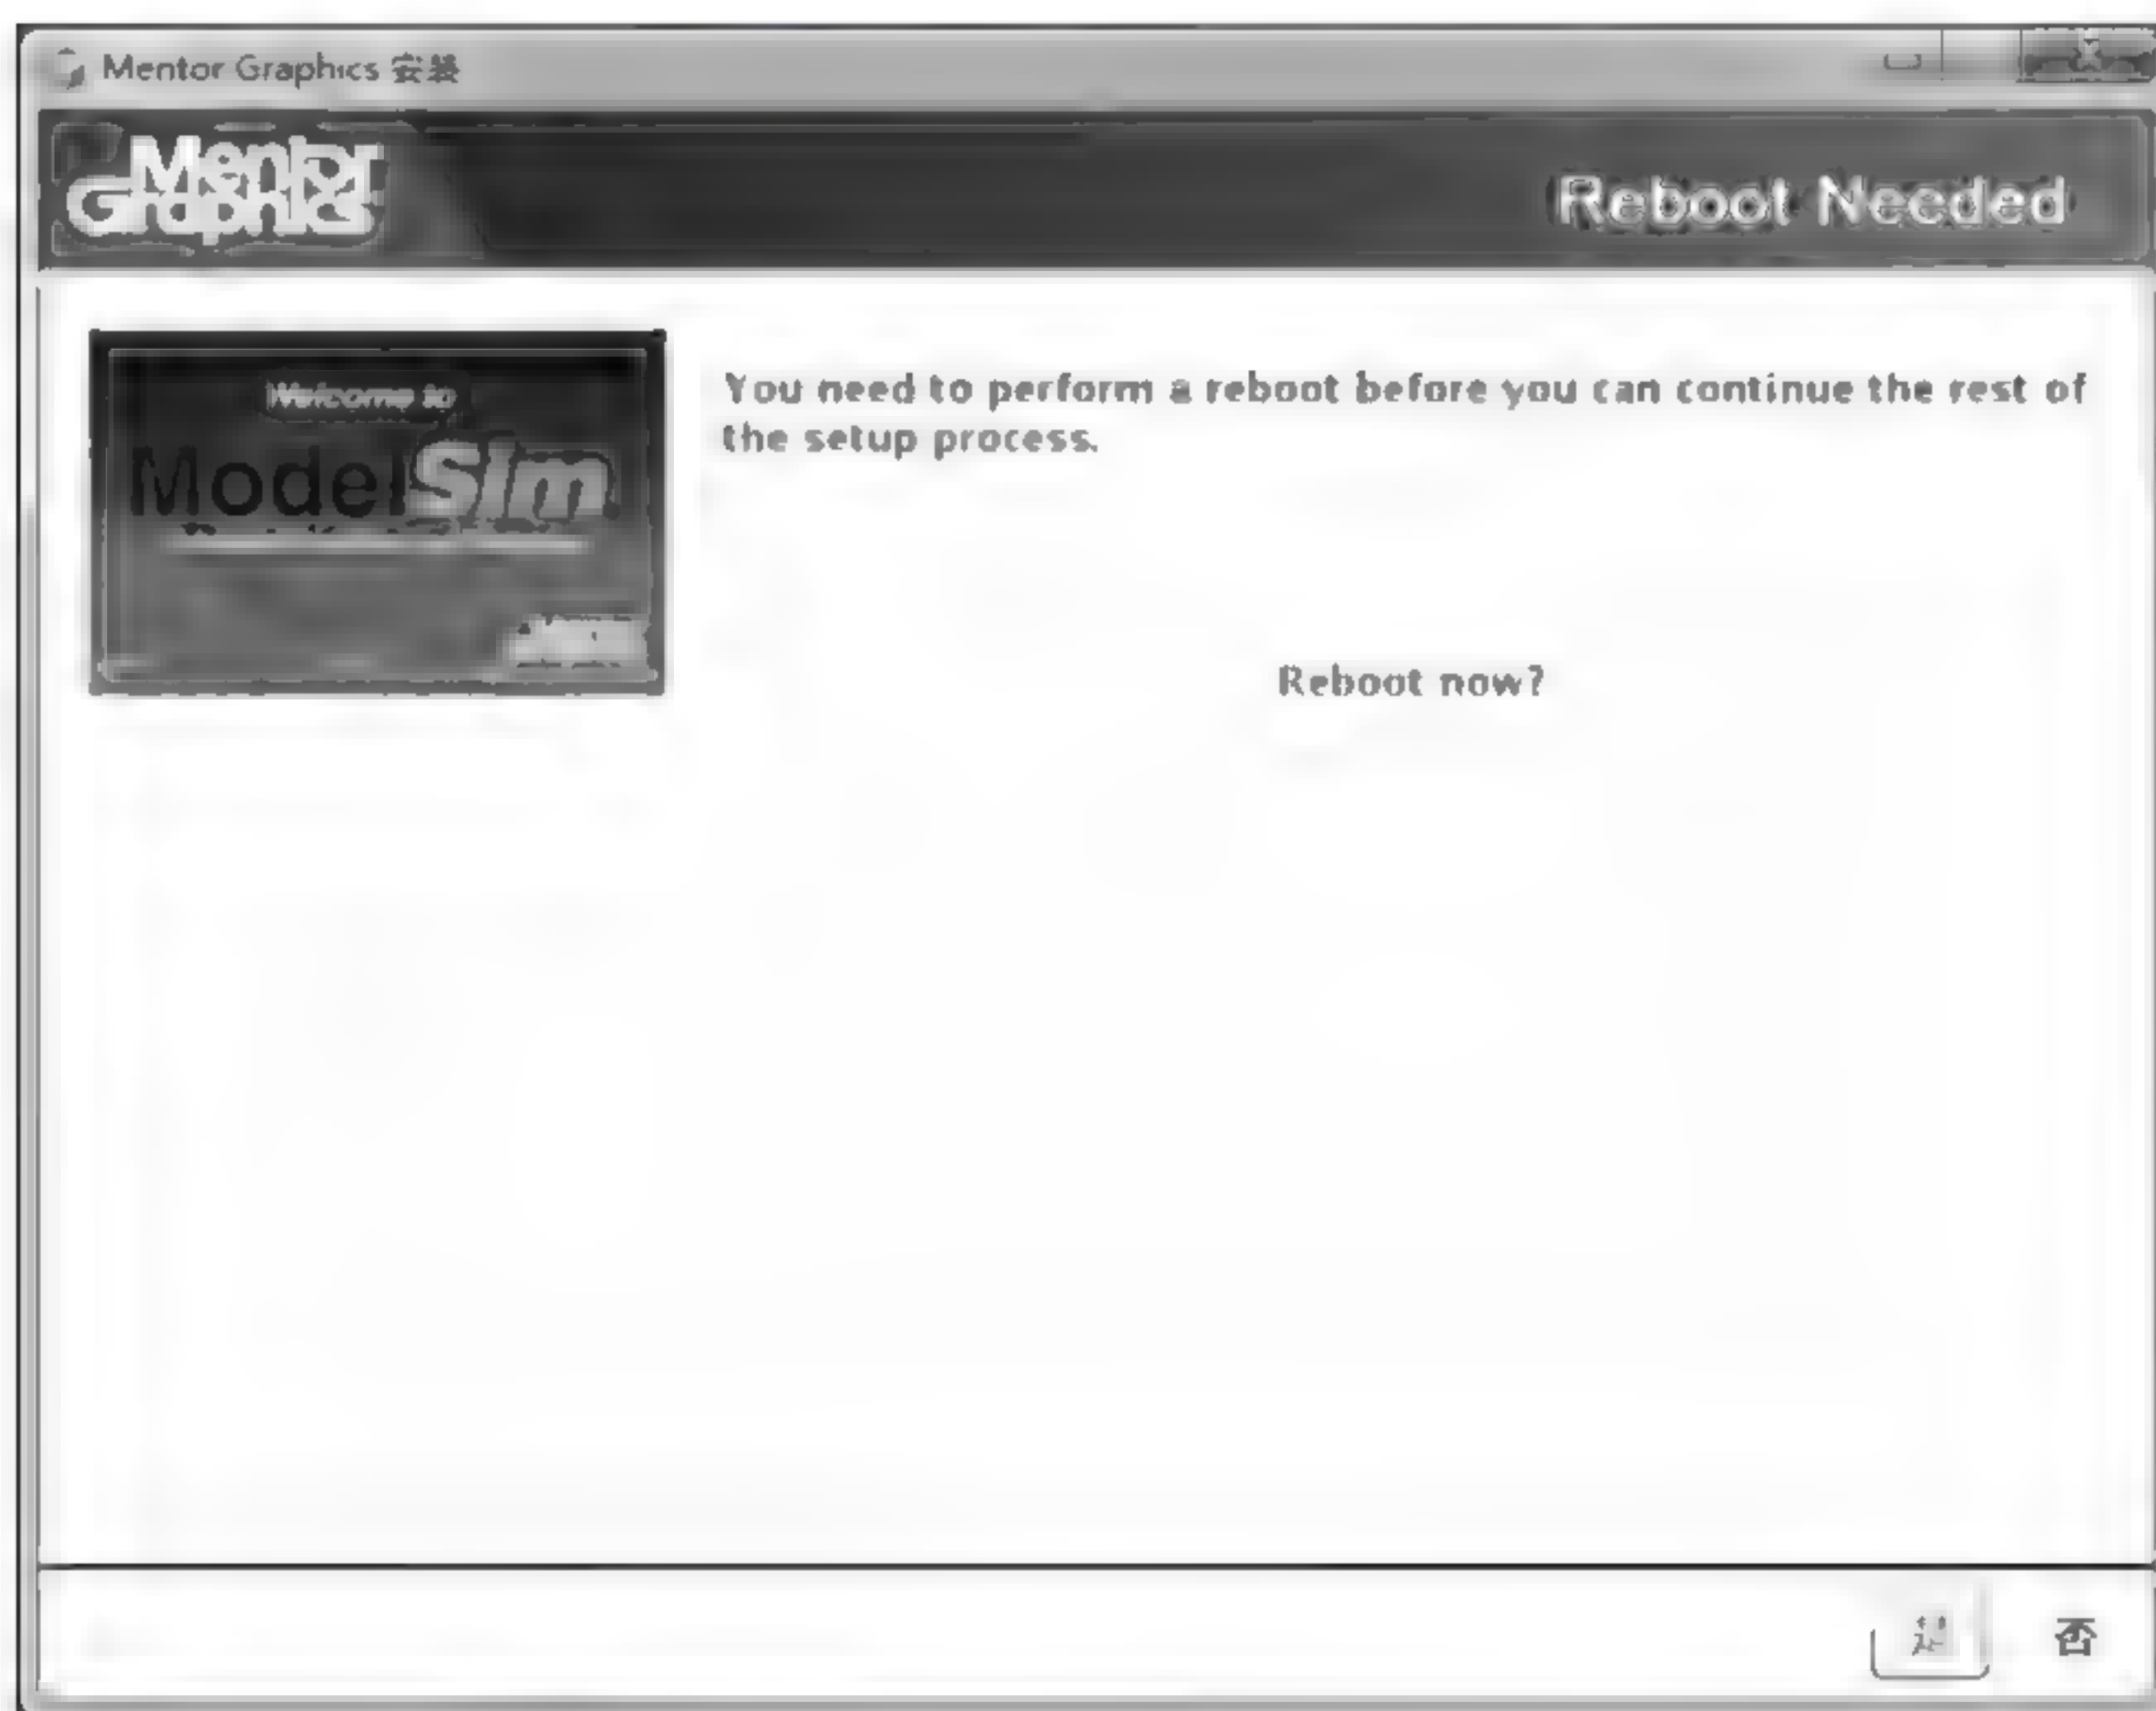 Mentor Graphics 安装
Mentor
Graphics
Reboot Needed
Welcome to
ModelSim
You need to perform a reboot before you can continue the rest of
the setup process.
Reboot now?
否